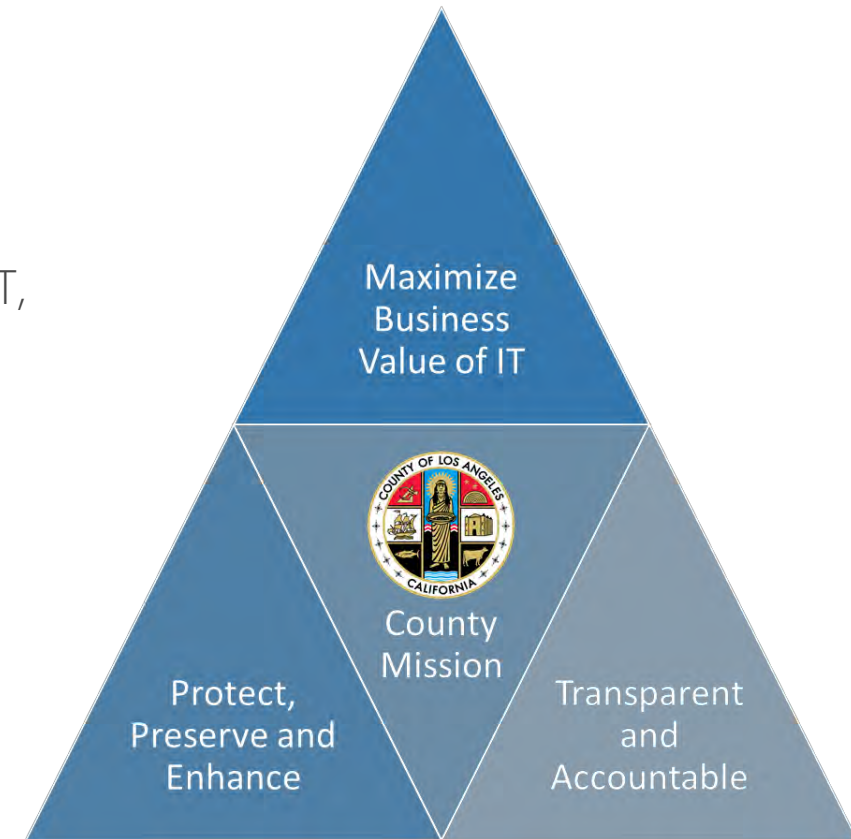 T,
Maximize
Business
Value of IT
COUNTY OF LOS ANGELES
CALIFORNIA
County
Mission
Protect,
Preserve and
Enhance
Transparent
and
Accountable